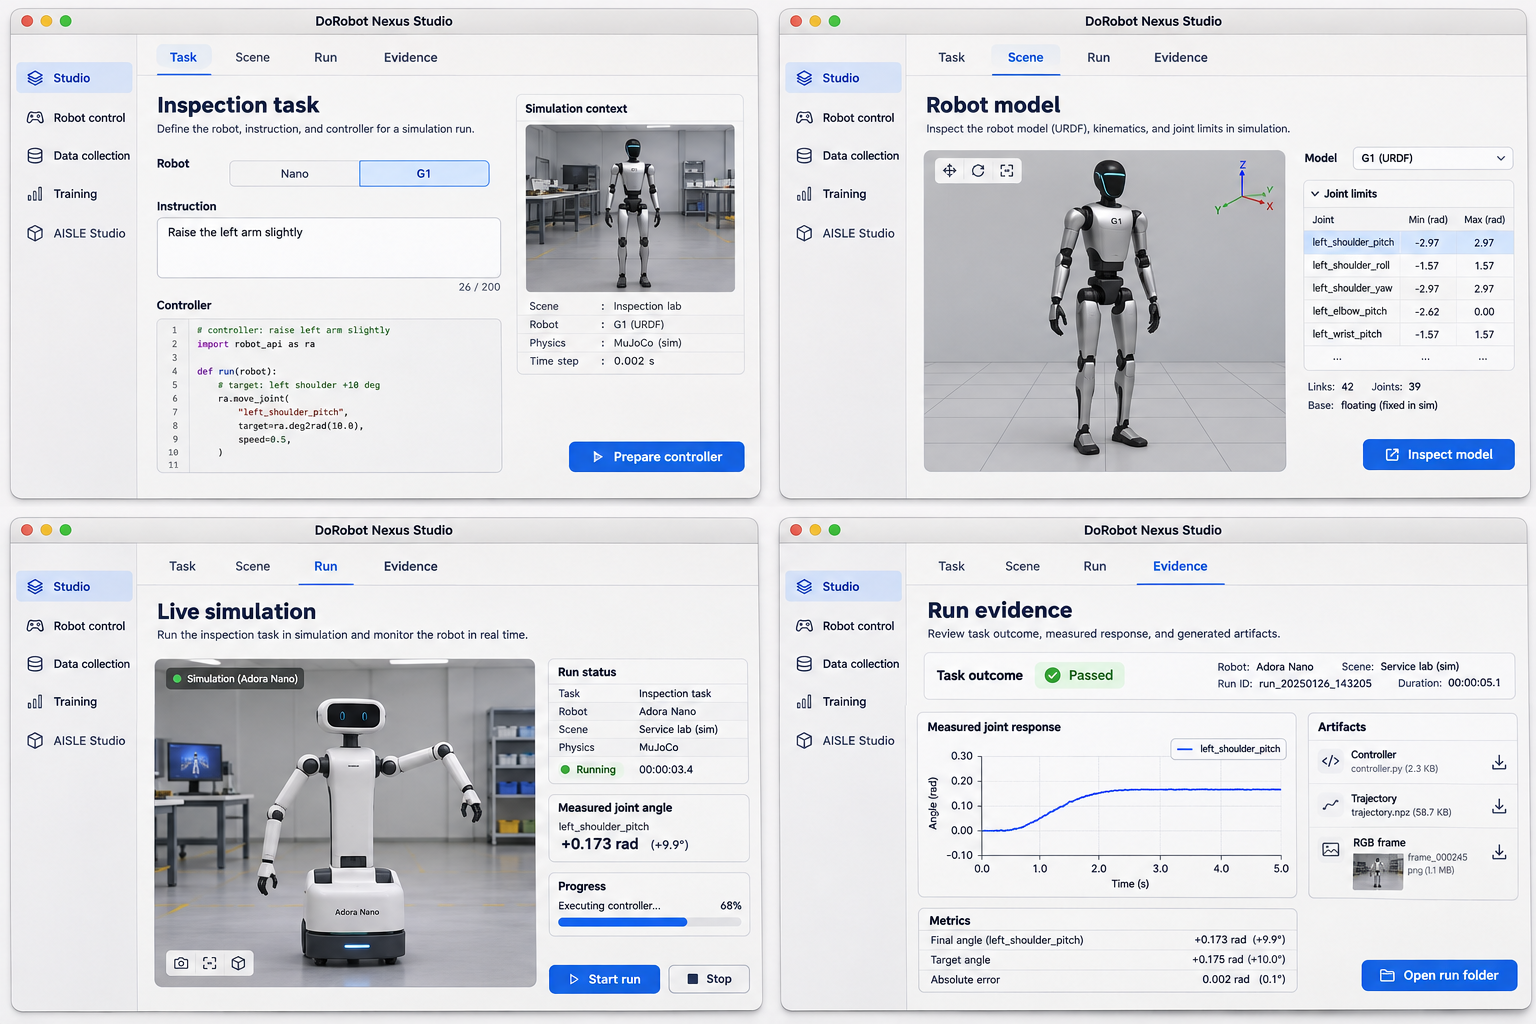 DoRobot Nexus Studio
Studio
Robot control
Data collection
Training
AISLE Studio
Task Scene Run Evidence
Inspection task
Define the robot, instruction, and controller for a simulation run.
Robot Nano G1
Instruction
Raise the left arm slightly
26 / 200
Controller
1 # controller: raise left arm slightly
2 import robot_api as ra
3
4 def run(robot):
5 # target: left shoulder +10 deg
6 ra.move_joint(
7 "left_shoulder_pitch",
8 target=ra.deg2rad(10.0),
9 speed=0.5,
10 )
11
Simulation context
G1
Scene : Inspection lab
Robot : G1 (URDF)
Physics : MuJoCo (sim)
Time step : 0.002 s
Prepare controller
DoRobot Nexus Studio
Studio
Robot control
Data collection
Training
AISLE Studio
Task Scene Run Evidence
Robot model
Inspect the robot model (URDF), kinematics, and joint limits in simulation.
G1
Z
Y
Y
X
Model G1 (URDF)
Joint limits
Joint Min (rad) Max (rad)
left_shoulder_pitch -2.97 2.97
left_shoulder_roll -1.57 1.57
left_shoulder_yaw -2.97 2.97
left_elbow_pitch -2.62 0.00
left_wrist_pitch -1.57 1.57
... ... ...
Links: 42 Joints: 39
Base: floating (fixed in sim)
Inspect model
DoRobot Nexus Studio
Studio
Robot control
Data collection
Training
AISLE Studio
Task Scene Run Evidence
Live simulation
Run the inspection task in simulation and monitor the robot in real time.
Simulation (Adora Nano)
Adora Nano
Run status
Task Inspection task
Robot Adora Nano
Scene Service lab (sim)
Physics MuJoCo
Running 00:00:03.4
Measured joint angle
left_shoulder_pitch
+0.173 rad (+9.9°)
Progress
Executing controller... 68%
Start run Stop
DoRobot Nexus Studio
Studio
Robot control
Data collection
Training
AISLE Studio
Task Scene Run Evidence
Run evidence
Review task outcome, measured response, and generated artifacts.
Task outcome Passed
Robot: Adora Nano Scene: Service lab (sim)
Run ID: run_20250126_143205 Duration: 00:00:05.1
Measured joint response
left_shoulder_pitch
Angle (rad)
0.30
0.20
0.10
0.00
-0.10
0.0 1.0 2.0 3.0 4.0 5.0
Time (s)
Artifacts
Controller
controller.py (2.3 KB)
Trajectory
trajectory.npz (58.7 KB)
RGB frame
frame_000245
png (1.1 MB)
Metrics
Final angle (left_shoulder_pitch) +0.173 rad (+9.9°)
Target angle +0.175 rad (+10.0°)
Absolute error 0.002 rad (0.1°)
Open run folder